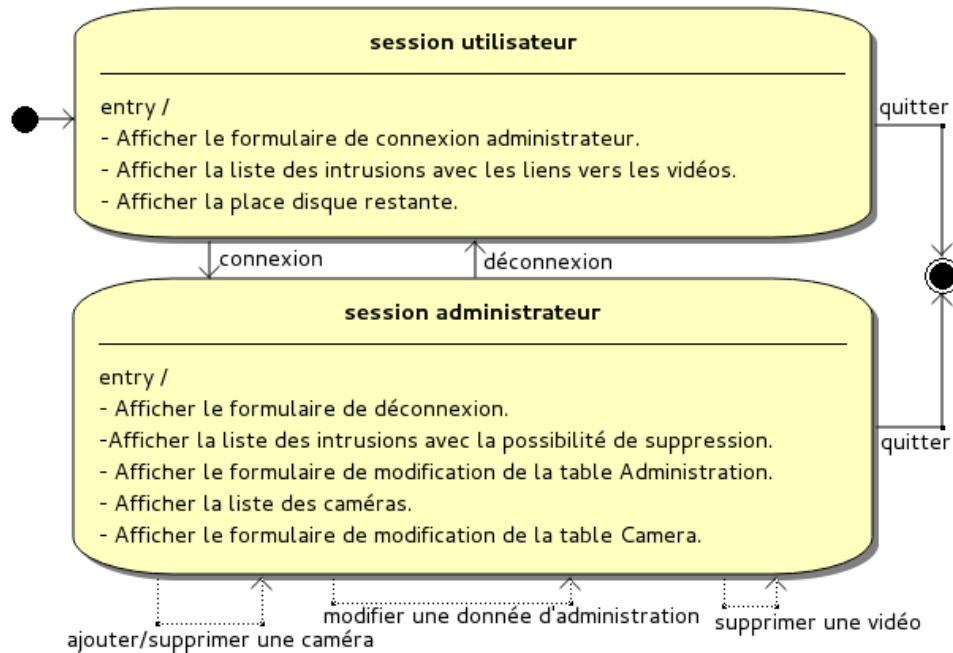 session utilisateur
entry /
- Afficher le formulaire de connexion administrateur.
- Afficher la liste des intrusions avec les liens vers les vidéos.
- Afficher la place disque restante.
quitter
connexion
déconnexion
session administrateur
entry /
- Afficher le formulaire de déconnexion.
-Afficher la liste des intrusions avec la possibilité de suppression.
- Afficher le formulaire de modification de la table Administration.
- Afficher la liste des caméras.
- Afficher le formulaire de modification de la table Camera.
quitter
ajouter/supprimer une caméra
modifier une donnée d'administration
supprimer une vidéo